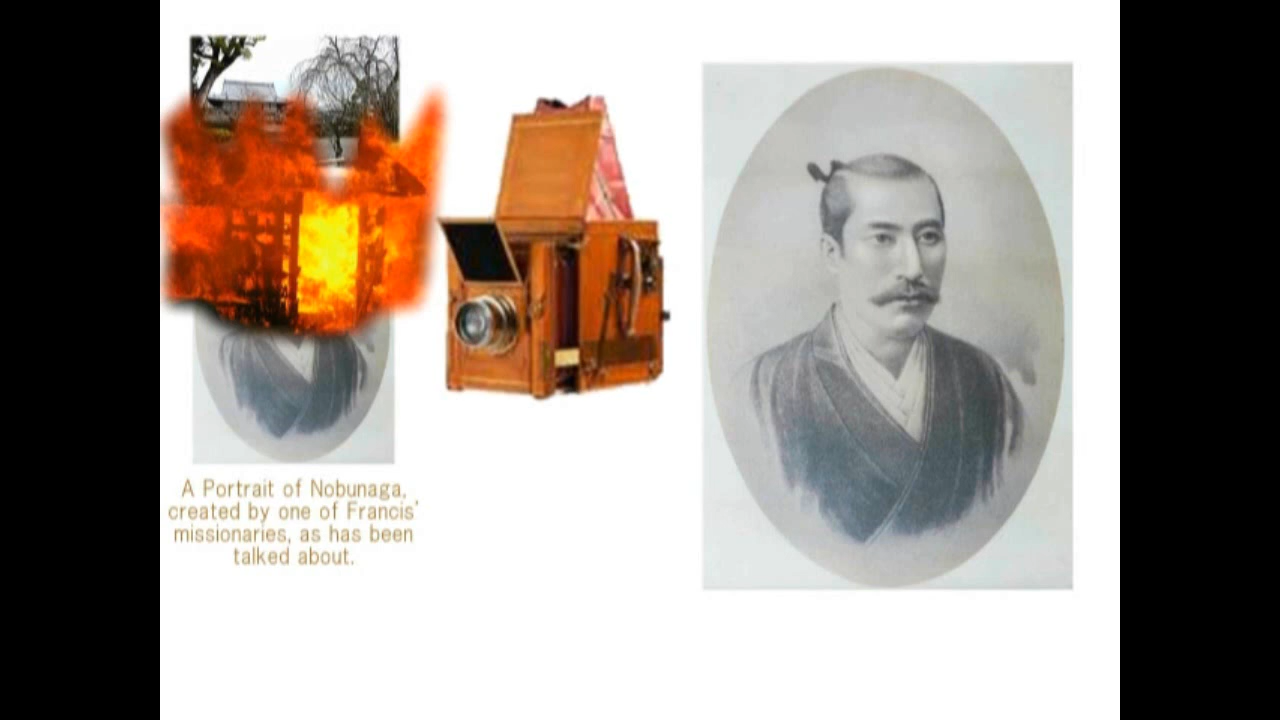 A Portrait of Nobunaga,
created by one of Francis'
missionaries, as has been
talked about.